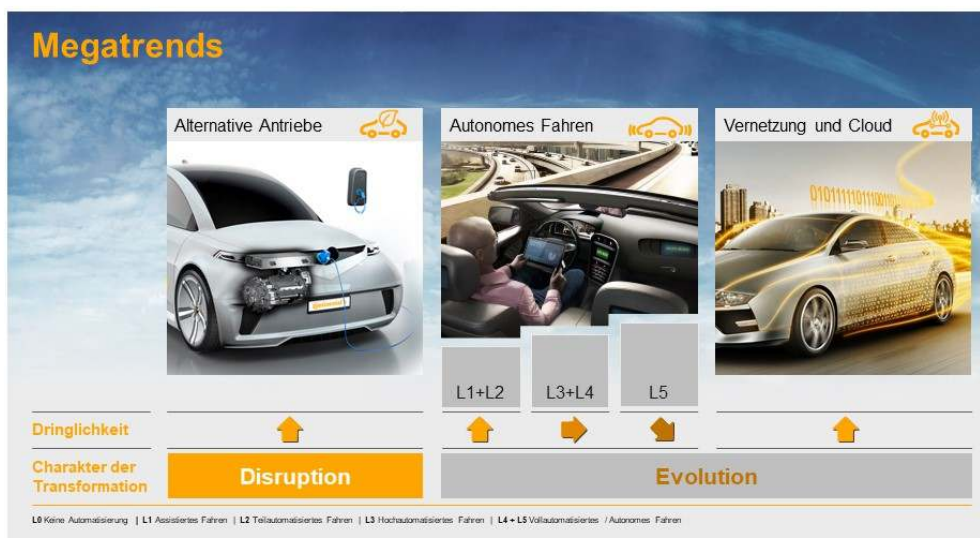 Megatrends
Alternative Antriebe
Autonomes Fahren
Vernetzung und Cloud
Continental
L1+L2
L3+L4
L5
Dringlichkeit
Charakter der
Transformation
Disruption
Evolution
L0 Keine Automatisierung | L1 Assistiertes Fahren | L2 Teilautomatisiertes Fahren | L3 Hochautomatisiertes Fahren | L4 + L5 Vollautomatisiertes / Autonomes Fahren